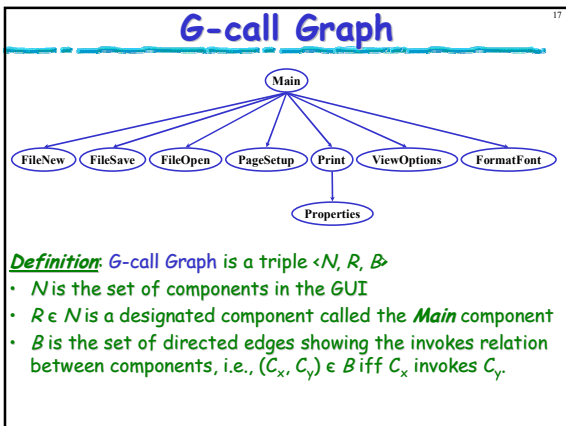 17
G-call Graph
Main
FileNew FileSave FileOpen PageSetup Print ViewOptions FormatFont
Properties
Definition: G-call Graph is a triple <N, R, B>
• N is the set of components in the GUI
• R ϵ N is a designated component called the Main component
• B is the set of directed edges showing the invokes relation
between components, i.e., (Cx, Cy) ϵ B iff Cx invokes Cy.